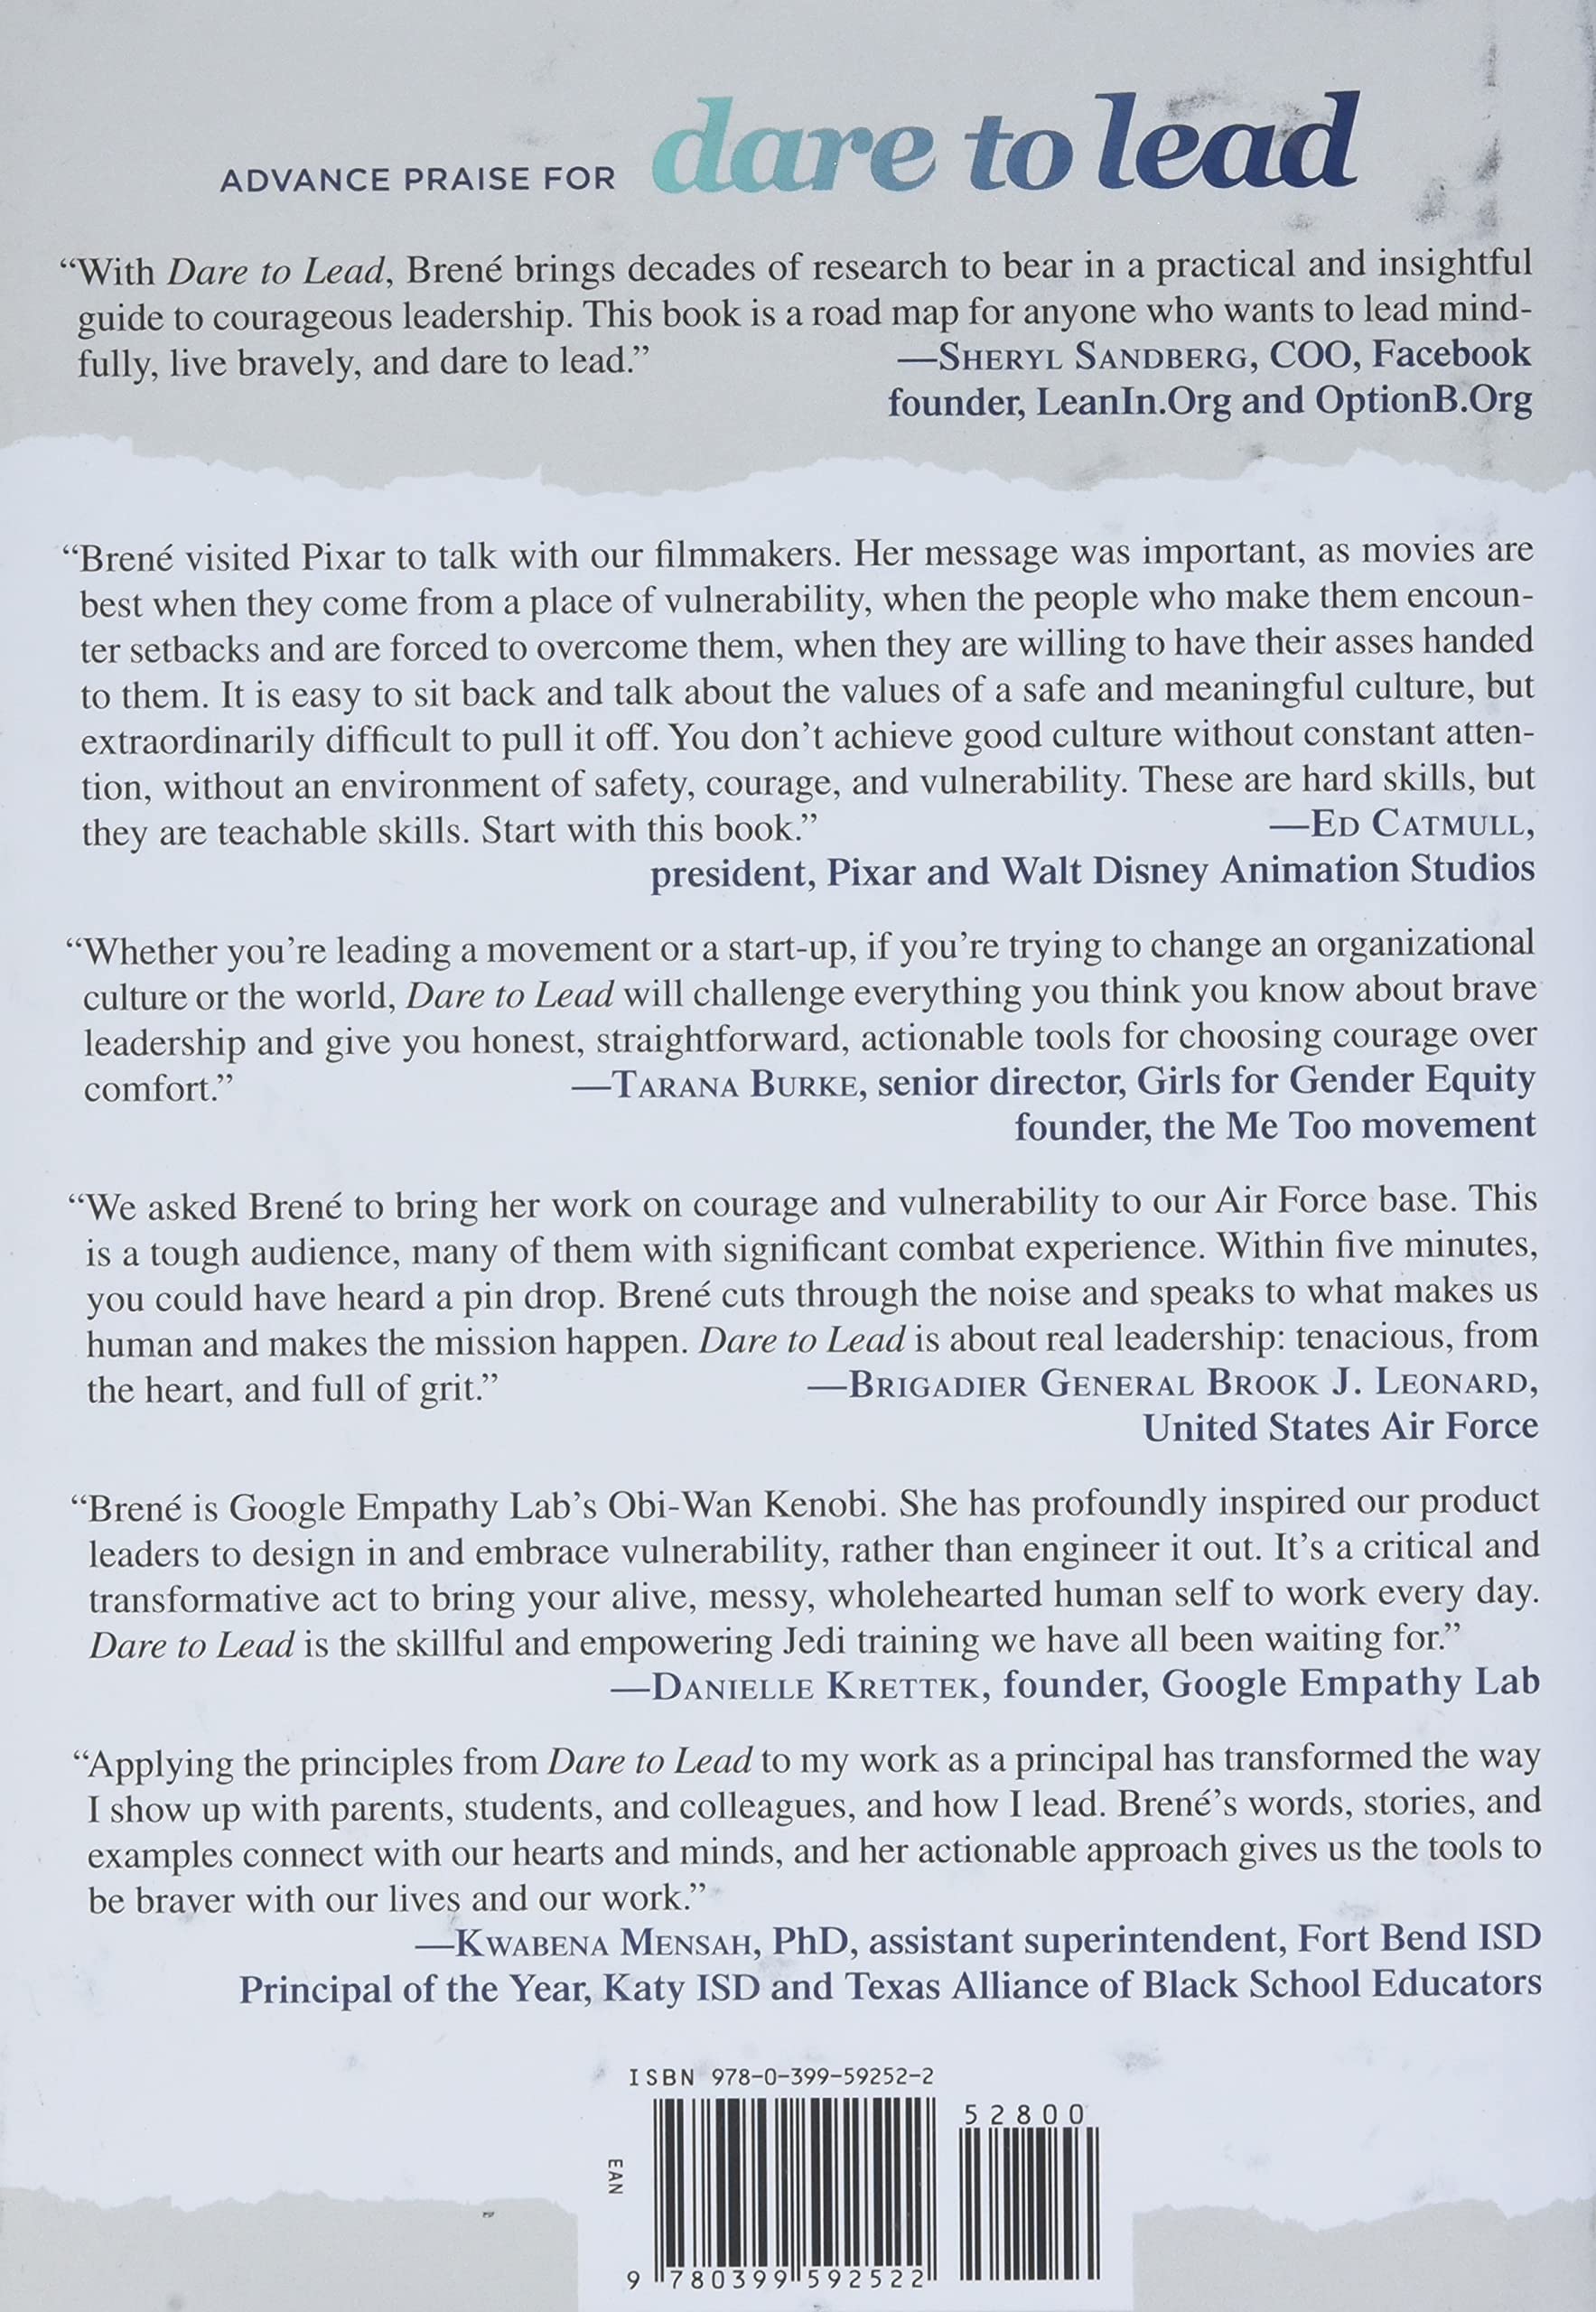 ADVANCE PRAISE FOR dare to lead
“With Dare to Lead, Brené brings decades of research to bear in a practical and insightful
guide to courageous leadership. This book is a road map for anyone who wants to lead mind-
fully, live bravely, and dare to lead.” —SHERYL SANDBERG, COO, Facebook
founder, LeanIn.Org and OptionB.Org
“Brené visited Pixar to talk with our filmmakers. Her message was important, as movies are
best when they come from a place of vulnerability, when the people who make them encoun-
ter setbacks and are forced to overcome them, when they are willing to have their asses handed
to them. It is easy to sit back and talk about the values of a safe and meaningful culture, but
extraordinarily difficult to pull it off. You don’t achieve good culture without constant atten-
tion, without an environment of safety, courage, and vulnerability. These are hard skills, but
they are teachable skills. Start with this book.” —ED CATMULL,
president, Pixar and Walt Disney Animation Studios
“Whether you’re leading a movement or a start-up, if you’re trying to change an organizational
culture or the world, Dare to Lead will challenge everything you think you know about brave
leadership and give you honest, straightforward, actionable tools for choosing courage over
comfort.” —TARANA BURKE, senior director, Girls for Gender Equity
founder, the Me Too movement
“We asked Brené to bring her work on courage and vulnerability to our Air Force base. This
is a tough audience, many of them with significant combat experience. Within five minutes,
you could have heard a pin drop. Brené cuts through the noise and speaks to what makes us
human and makes the mission happen. Dare to Lead is about real leadership: tenacious, from
the heart, and full of grit.” —BRIGADIER GENERAL BROOK J. LEONARD,
United States Air Force
“Brené is Google Empathy Lab’s Obi-Wan Kenobi. She has profoundly inspired our product
leaders to design in and embrace vulnerability, rather than engineer it out. It’s a critical and
transformative act to bring your alive, messy, wholehearted human self to work every day.
Dare to Lead is the skillful and empowering Jedi training we have all been waiting for.”
—DANIELLE KRETTEK, founder, Google Empathy Lab
“Applying the principles from Dare to Lead to my work as a principal has transformed the way
I show up with parents, students, and colleagues, and how I lead. Brené’s words, stories, and
examples connect with our hearts and minds, and her actionable approach gives us the tools to
be braver with our lives and our work.”
—KWABENA MENSAH, PhD, assistant superintendent, Fort Bend ISD
Principal of the Year, Katy ISD and Texas Alliance of Black School Educators
ISBN 978-0-399-59252-2
52800
EAN
9 780399 592522